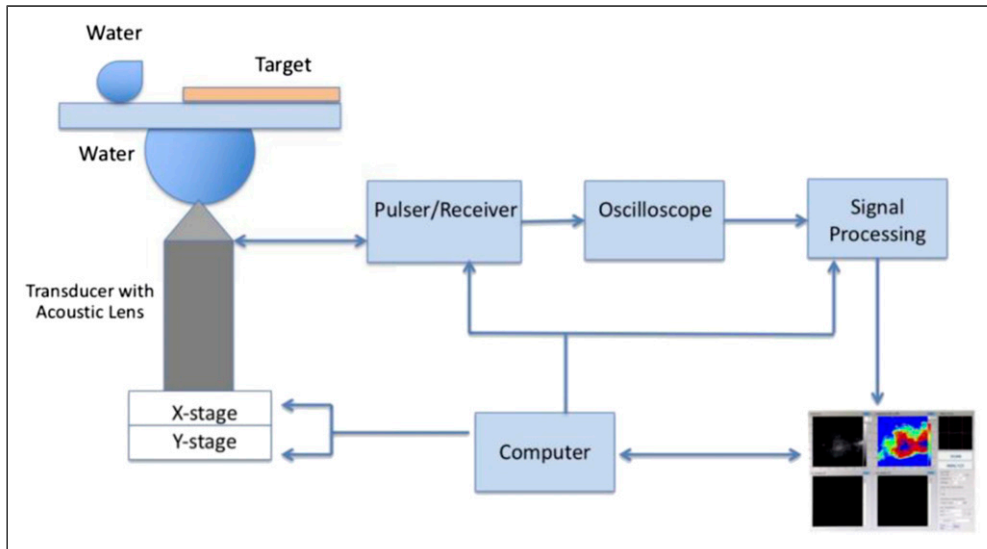 Water
Target
Water
Pulser/Receiver
Oscilloscope
Signal
Processing
Transducer with
Acoustic Lens
X-stage
Y-stage
Computer